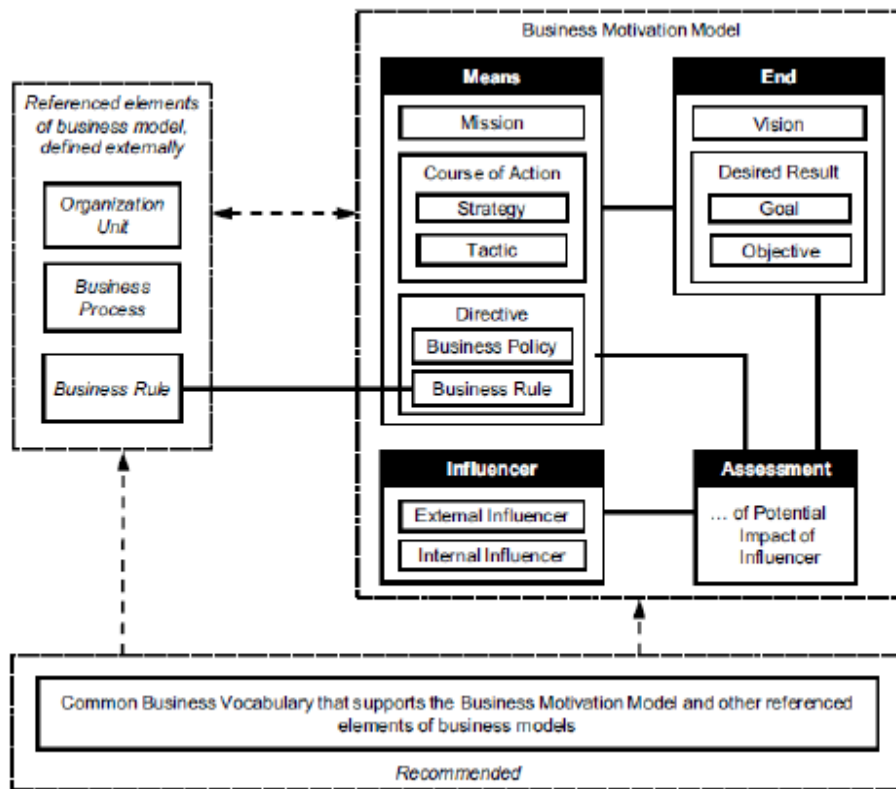 Business Motivation Model
Referenced elements
of business model,
defined externally
Organization
Unit
Business
Process
Business Rule
Means
Mission
Course of Action
Strategy
Tactic
Directive
Business Policy
Business Rule
End
Vision
Desired Result
Goal
Objective
Influencer
External Influencer
Internal Influencer
Assessment
... of Potential
Impact of
Influencer
Common Business Vocabulary that supports the Business Motivation Model and other referenced
elements of business models
Recommended